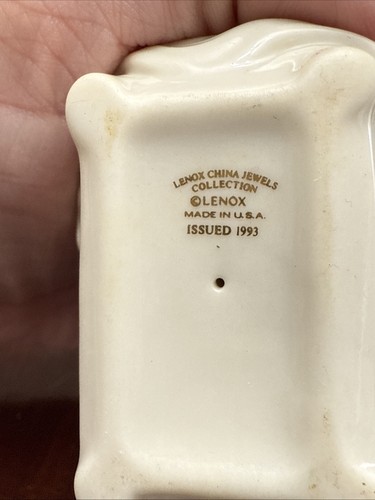 LENOX CHINA JEWELS
COLLECTION
©LENOX
MADE IN U.S.A.
ISSUED 1993